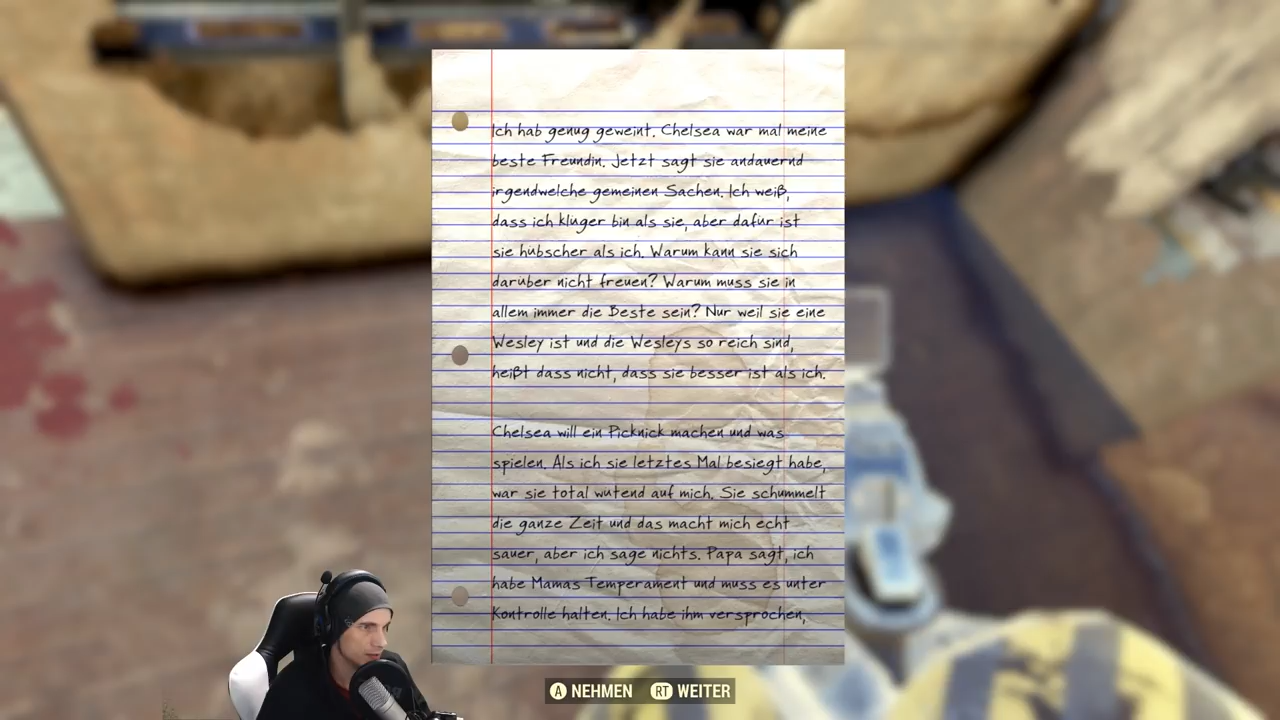 Ich hab genug geweint. Chelsea war mal meine
beste Freundin. Jetzt sagt sie andauernd
irgendwelche gemeinen Sachen. Ich weiß,
dass ich klüger bin als sie, aber dafür ist
sie hübscher als ich. Warum kann sie sich
darüber nicht freuen? Warum muss sie in
allem immer die Beste sein? Nur weil sie eine
Wesley ist und die Wesleys so reich sind,
heißt dass nicht, dass sie besser ist als ich.
Chelsea will ein Picknick machen und was
spielen. Als ich sie letztes Mal besiegt habe,
war sie total wütend auf mich. Sie schummelt
die ganze Zeit und das macht mich echt
sauer, aber ich sage nichts. Papa sagt, ich
habe Mamas Temperament und muss es unter
Kontrolle halten. Ich habe ihm versprochen,
A NEHMEN RT WEITER